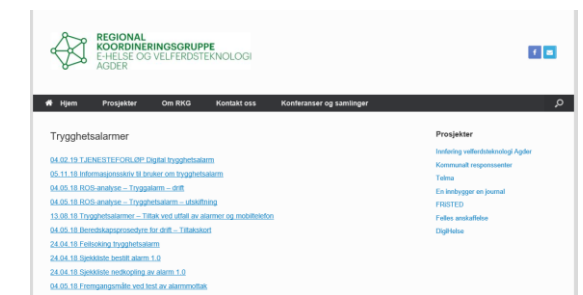 REGIONAL
KOORDINERINGSGRUPPE
E-HELSE OG VELFERDSTEKNOLOGI
AGDER
Hjem Prosjekter Om RKG Kontakt oss Konferanser og samlinger
Trygghetsalarmer
04.02.19 TJENESTEFORLØP Digital trygghetsalarm
05.11.18 Informasjonsskriv til bruker om trygghetsalarm
04.05.18 ROS-analyse – Tryggalarm – drift
04.05.18 ROS-analyse – Trygghetsalarm – utskiftning
13.08.18 Trygghetsalarmer – Tiltak ved utfall av alarmer og mobiltelefon
04.05.18 Beredskapsprosedyre for drift – Tiltakskort
24.04.18 Feilsøking trygghetsalarm
24.04.18 Sjekkliste bestilt alarm 1.0
24.04.18 Sjekkliste nedkopling av alarm 1.0
04.05.18 Fremgangsmåte ved test av alarmmottak
Prosjekter
Innføring velferdsteknologi Agder
Kommunalt responssenter
Telma
En innbygger en journal
FRISTED
Felles anskaffelse
DigiHelse